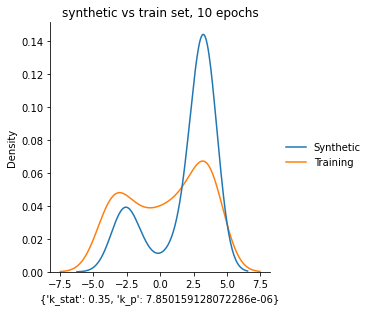 synthetic vs train set, 10 epochs
0.14
0.12
0.10
0.08
0.06
0.04
0.02
0.00
Density
−7.5 −5.0 −2.5 0.0 2.5 5.0 7.5
{'k_stat': 0.35, 'k_p': 7.850159128072286e-06}
Synthetic
Training